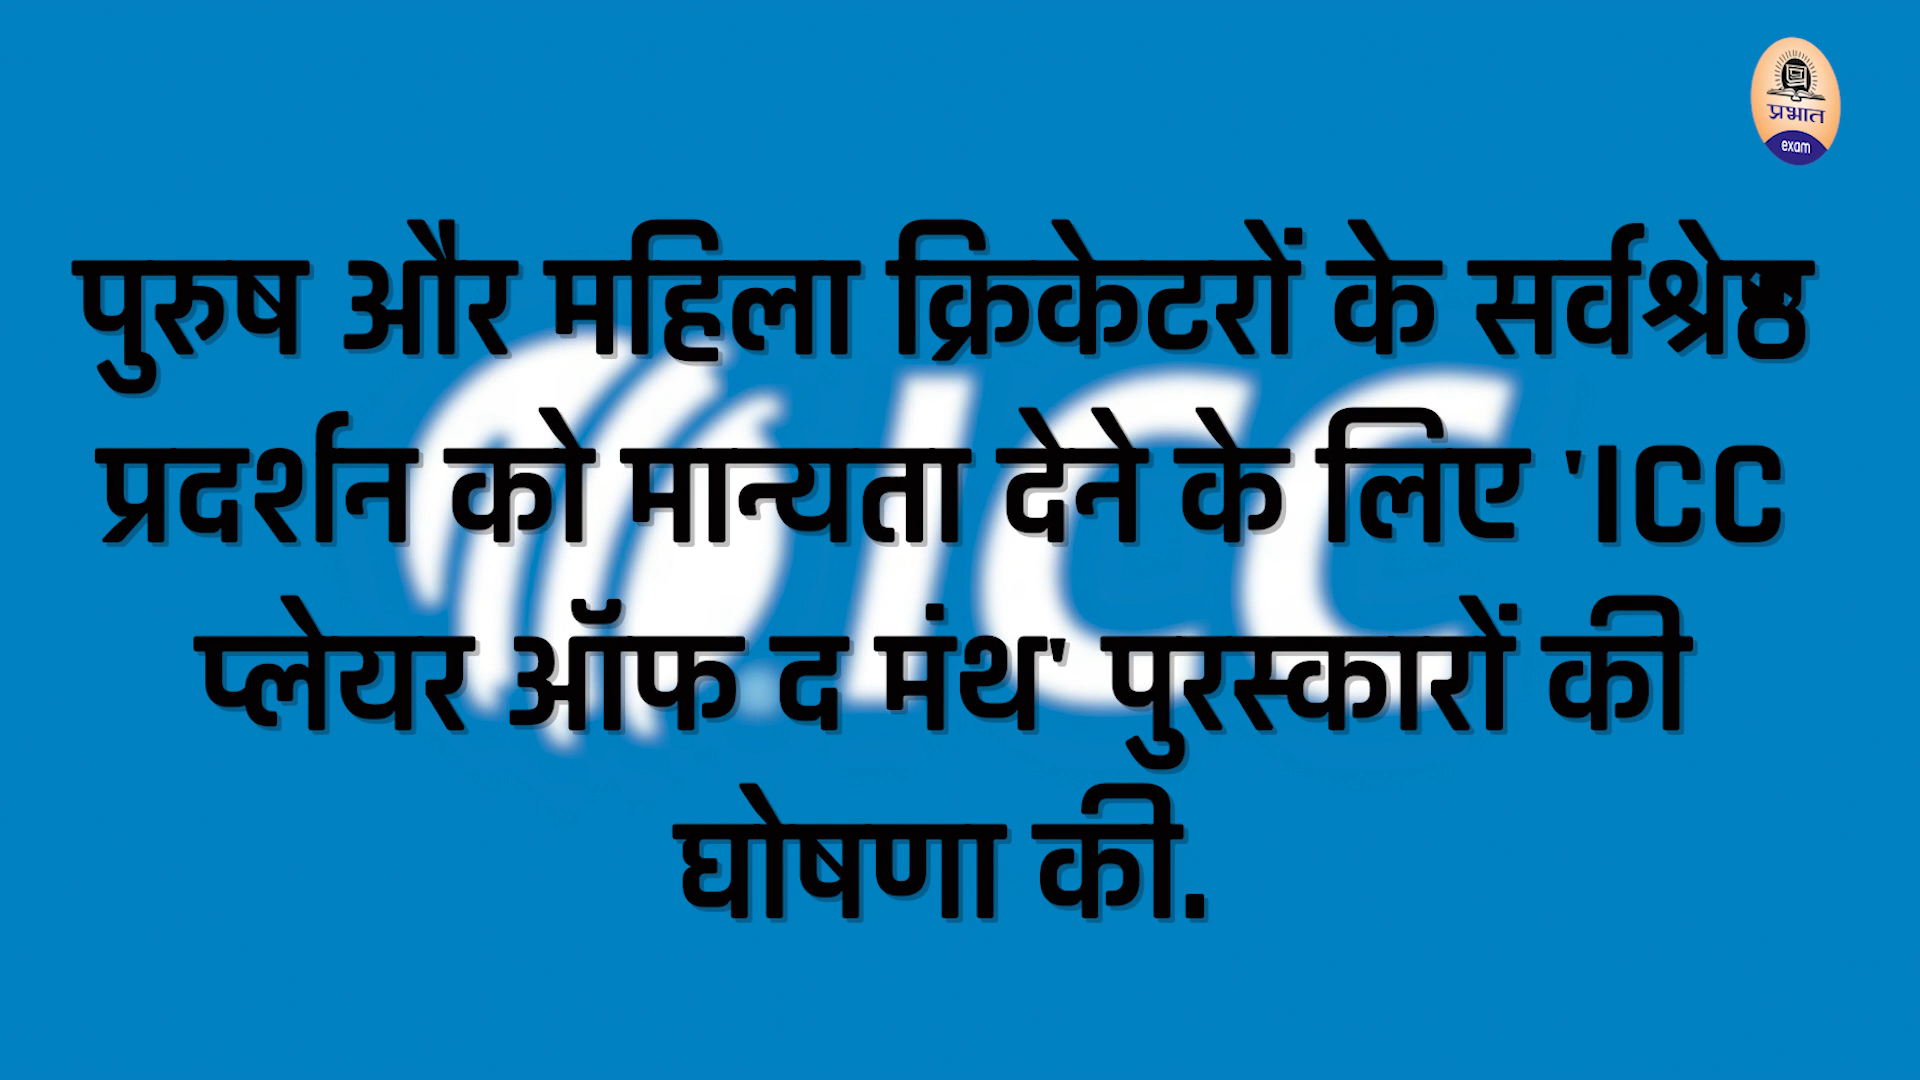 प्रभात
exam
पुरुष और महिला क्रिकेटरों के सर्वश्रेष्ठ
प्रदर्शन को मान्यता देने के लिए 'ICC
प्लेयर ऑफ द मंथ' पुरस्कारों की
घोषणा की.
ICC